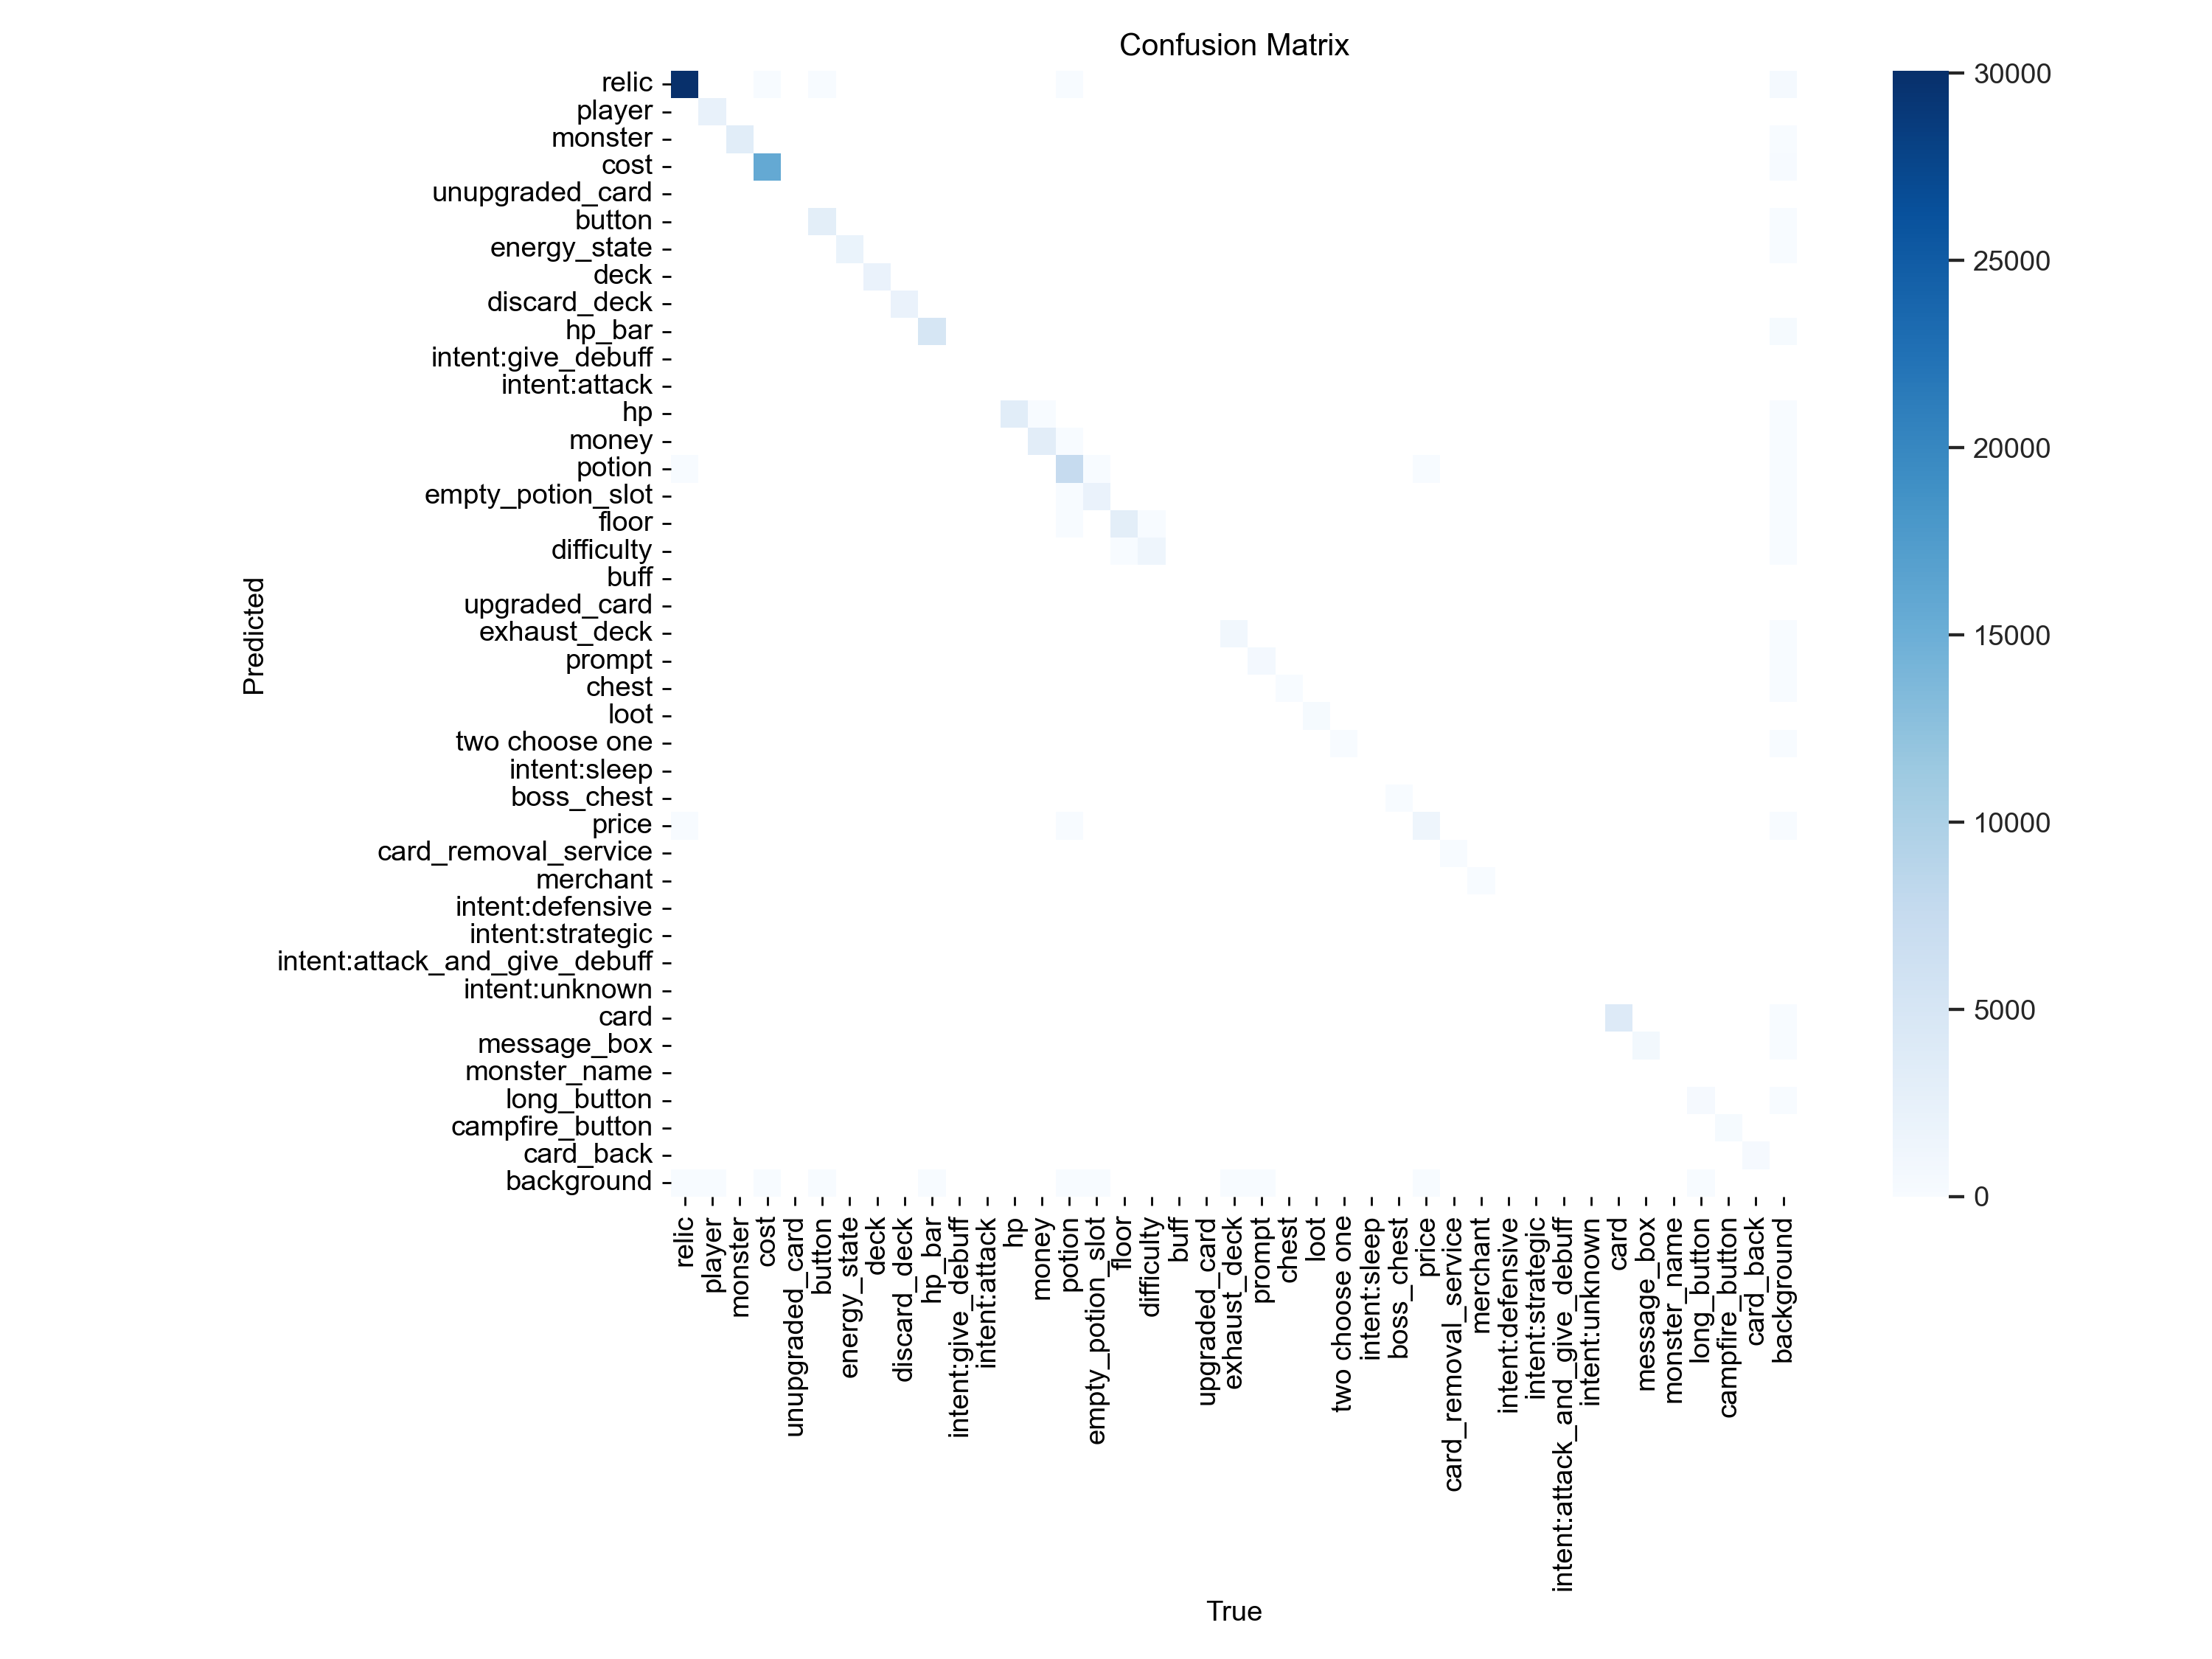 Confusion Matrix
relic
player
monster
cost
unupgraded_card
button
energy_state
deck
discard_deck
hp_bar
intent:give_debuff
intent:attack
hp
money
potion
empty_potion_slot
floor
difficulty
buff
upgraded_card
exhaust_deck
prompt
chest
loot
two choose one
intent:sleep
boss_chest
price
card_removal_service
merchant
intent:defensive
intent:strategic
intent:attack_and_give_debuff
intent:unknown
card
message_box
monster_name
long_button
campfire_button
card_back
background
Predicted
relic
player
monster
cost
unupgraded_card
button
energy_state
deck
discard_deck
hp_bar
intent:give_debuff
intent:attack
hp
money
potion
empty_potion_slot
floor
difficulty
buff
upgraded_card
exhaust_deck
prompt
chest
loot
two choose one
intent:sleep
boss_chest
price
card_removal_service
merchant
intent:defensive
intent:strategic
intent:attack_and_give_debuff
intent:unknown
card
message_box
monster_name
long_button
campfire_button
card_back
background
True
30000
25000
20000
15000
10000
5000
0